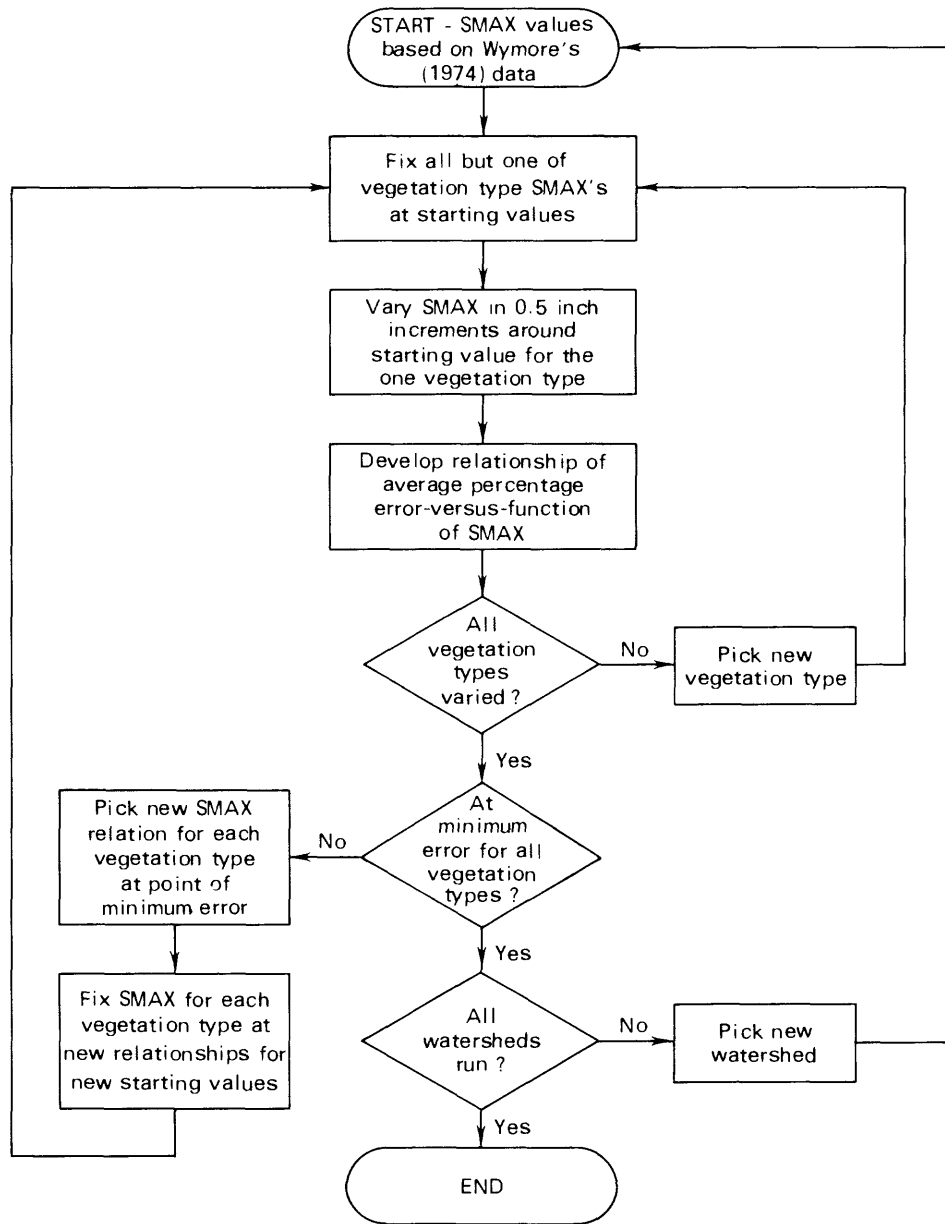 START - SMAX values
based on Wymore's
(1974) data
Fix all but one of
vegetation type SMAX's
at starting values
Vary SMAX in 0.5 inch
increments around
starting value for the
one vegetation type
Develop relationship of
average percentage
error-versus-function
of SMAX
All
vegetation
types
varied ?
No
Pick new
vegetation type
Yes
At
minimum
error for all
vegetation
types ?
No
Pick new SMAX
relation for each
vegetation type
at point of
minimum error
Fix SMAX for each
vegetation type at
new relationships for
new starting values
Yes
All
watersheds
run ?
No
Pick new
watershed
Yes
END